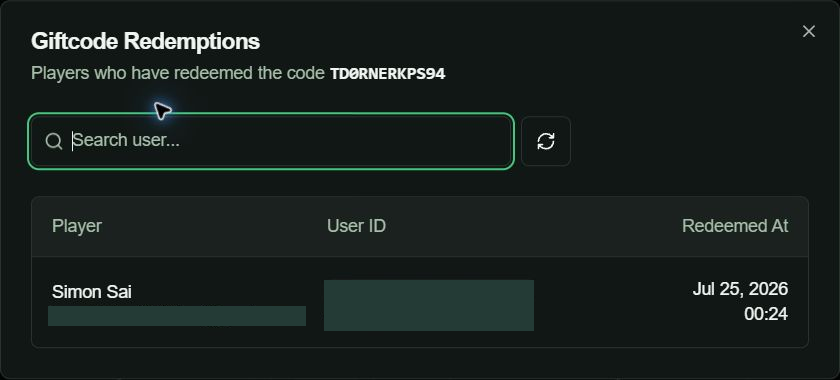 Giftcode Redemptions
Players who have redeemed the code TD0RNERKPS94
Search user...
Player User ID Redeemed At
Simon Sai Jul 25, 2026
00:24